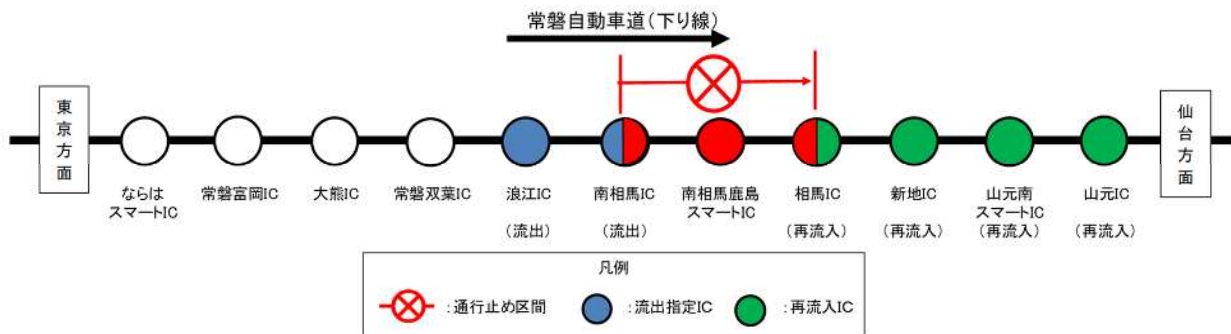 常磐自動車道(下り線)
東京方面
仙台方面
ならは
スマートIC
常磐富岡IC
大熊IC
常磐双葉IC
浪江IC
(流出)
南相馬IC
(流出)
南相馬鹿島
スマートIC
相馬IC
(再流入)
新地IC
(再流入)
山元南
スマートIC
(再流入)
山元IC
(再流入)
凡例
:通行止め区間
:流出指定IC
:再流入IC